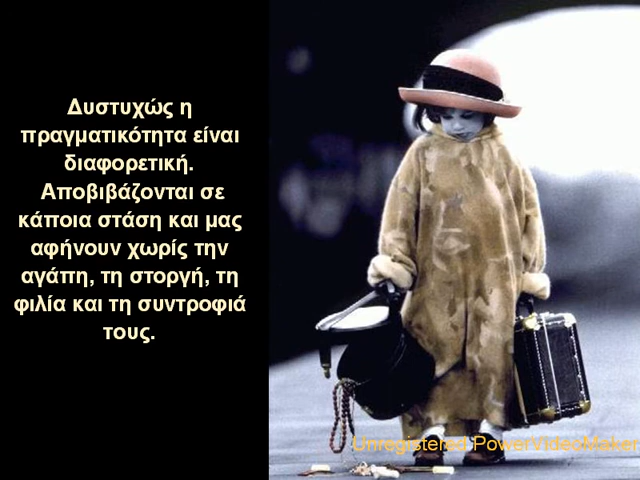 Δυστυχώς η
πραγματικότητα είναι
διαφορετική.
Αποβιβάζονται σε
κάποια στάση και μας
αφήνουν χωρίς την
αγάπη, τη στοργή, τη
φιλία και τη συντροφιά
τους.
Unregistered PowerVideoMaker